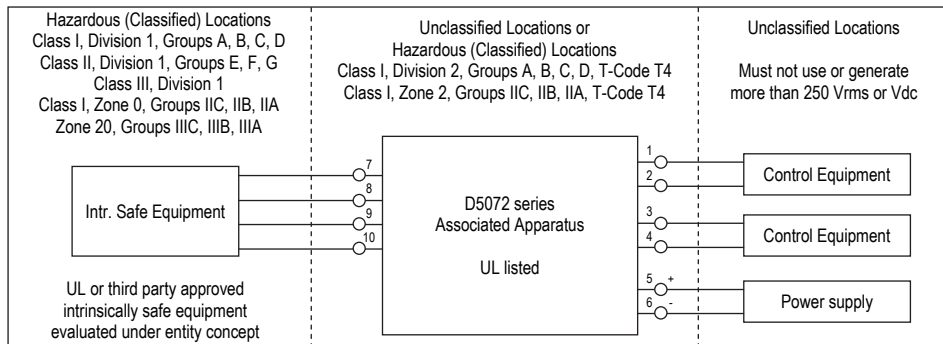 Hazardous (Classified) Locations
Class I, Division 1, Groups A, B, C, D
Class II, Division 1, Groups E, F, G
Class III, Division 1
Class I, Zone 0, Groups IIC, IIB, IIA
Zone 20, Groups IIIC, IIIB, IIIA
Unclassified Locations or
Hazardous (Classified) Locations
Class I, Division 2, Groups A, B, C, D, T-Code T4
Class I, Zone 2, Groups IIC, IIB, IIA, T-Code T4
Unclassified Locations
Must not use or generate
more than 250 Vrms or Vdc
Intr. Safe Equipment
7
8
9
10
D5072 series
Associated Apparatus
UL listed
1
2
3
4
5 +
6 -
Control Equipment
Control Equipment
Power supply
UL or third party approved
intrinsically safe equipment
evaluated under entity concept